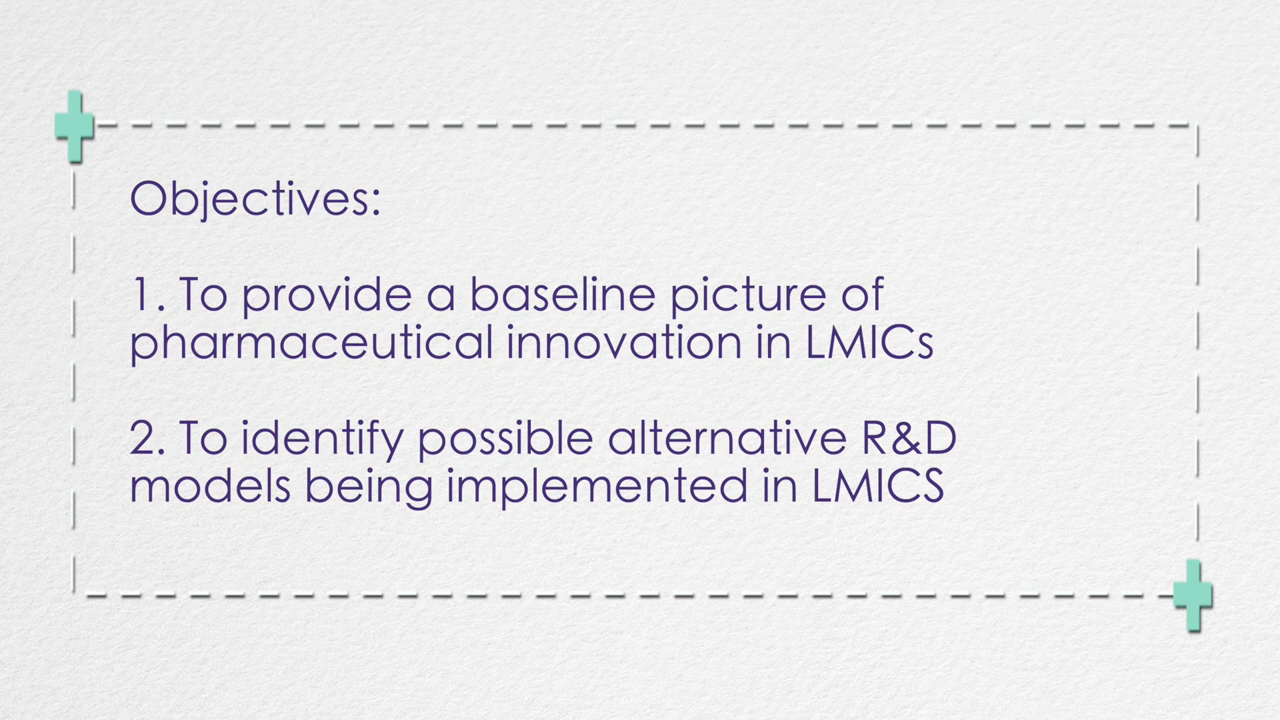 Objectives:
1. To provide a baseline picture of
pharmaceutical innovation in LMICs
2. To identify possible alternative R&D
models being implemented in LMICS